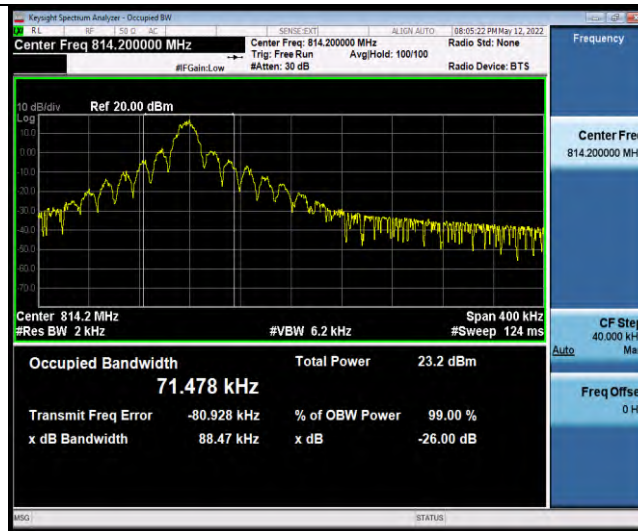 Keysight Spectrum Analyzer - Occupied BW
RL RF 50 Ω AC SENSE:EXT ALIGN AUTO 08:05:22 PM May 12, 2022
Center Freq 814.200000 MHz
Center Freq: 814.200000 MHz
Radio Std: None
Trig: Free Run Avg|Hold: 100/100
#IFGain:Low
#Atten: 30 dB
Radio Device: BTS
10 dB/div Ref 20.00 dBm
Log
10.0
0.00
-10.0
-20.0
-30.0
-40.0
-50.0
-60.0
-70.0
Center 814.2 MHz
Span 400 kHz
#Res BW 2 kHz
#VBW 6.2 kHz
#Sweep 124 ms
Occupied Bandwidth
71.478 kHz
Total Power 23.2 dBm
Transmit Freq Error -80.928 kHz
% of OBW Power 99.00 %
x dB Bandwidth 88.47 kHz
x dB -26.00 dB
MSG
STATUS
Frequency
Center Fre
814.200000 MH
CF Ste
40.000 kH
Auto Ma
Freq Offse
0 H